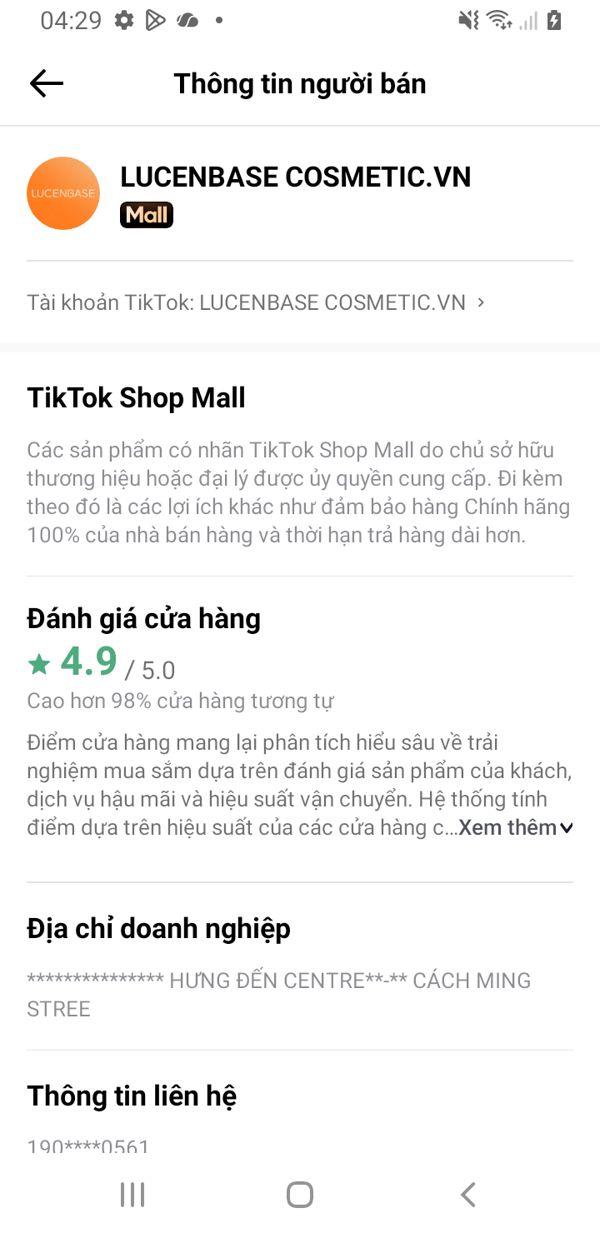 04:29
Thông tin người bán
LUCENBASE
LUCENBASE COSMETIC.VN
Mall
Tài khoản TikTok: LUCENBASE COSMETIC.VN >
TikTok Shop Mall
Các sản phẩm có nhãn TikTok Shop Mall do chủ sở hữu
thương hiệu hoặc đại lý được ủy quyền cung cấp. Đi kèm
theo đó là các lợi ích khác như đảm bảo hàng Chính hãng
100% của nhà bán hàng và thời hạn trả hàng dài hơn.
Đánh giá cửa hàng
★ 4.9 / 5.0
Cao hơn 98% cửa hàng tương tự
Điểm cửa hàng mang lại phân tích hiểu sâu về trải
nghiệm mua sắm dựa trên đánh giá sản phẩm của khách,
dịch vụ hậu mãi và hiệu suất vận chuyển. Hệ thống tính
điểm dựa trên hiệu suất của các cửa hàng c...Xem thêm
Địa chỉ doanh nghiệp
*************** HƯNG ĐẾN CENTRE**-** CÁCH MING
STREE
Thông tin liên hệ
190****0561